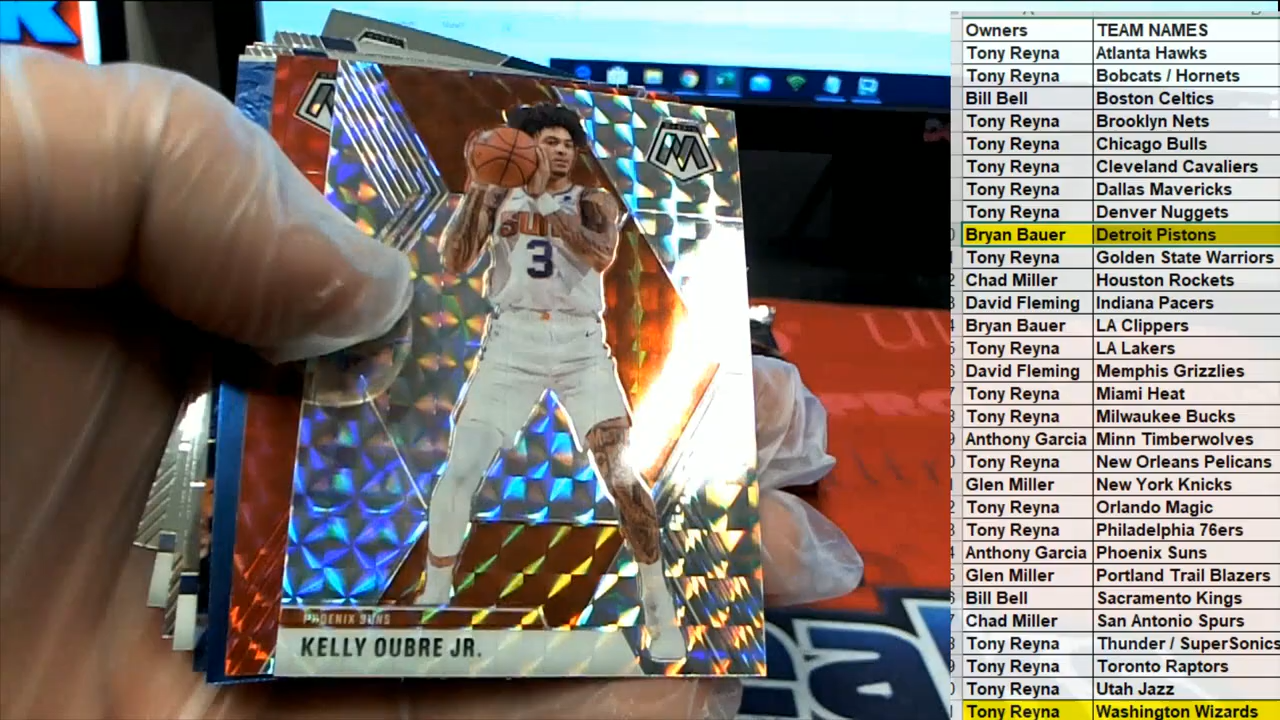 K
SUNS
3
PHOENIX SUNS
KELLY OUBRE JR.
Owners TEAM NAMES
Tony Reyna Atlanta Hawks
Tony Reyna Bobcats / Hornets
Bill Bell Boston Celtics
Tony Reyna Brooklyn Nets
Tony Reyna Chicago Bulls
Tony Reyna Cleveland Cavaliers
Tony Reyna Dallas Mavericks
Tony Reyna Denver Nuggets
Bryan Bauer Detroit Pistons
Tony Reyna Golden State Warriors
Chad Miller Houston Rockets
David Fleming Indiana Pacers
Bryan Bauer LA Clippers
Tony Reyna LA Lakers
David Fleming Memphis Grizzlies
Tony Reyna Miami Heat
Tony Reyna Milwaukee Bucks
Anthony Garcia Minn Timberwolves
Tony Reyna New Orleans Pelicans
Glen Miller New York Knicks
Tony Reyna Orlando Magic
Tony Reyna Philadelphia 76ers
Anthony Garcia Phoenix Suns
Glen Miller Portland Trail Blazers
Bill Bell Sacramento Kings
Chad Miller San Antonio Spurs
Tony Reyna Thunder / SuperSonics
Tony Reyna Toronto Raptors
Tony Reyna Utah Jazz
Tony Reyna Washington Wizards